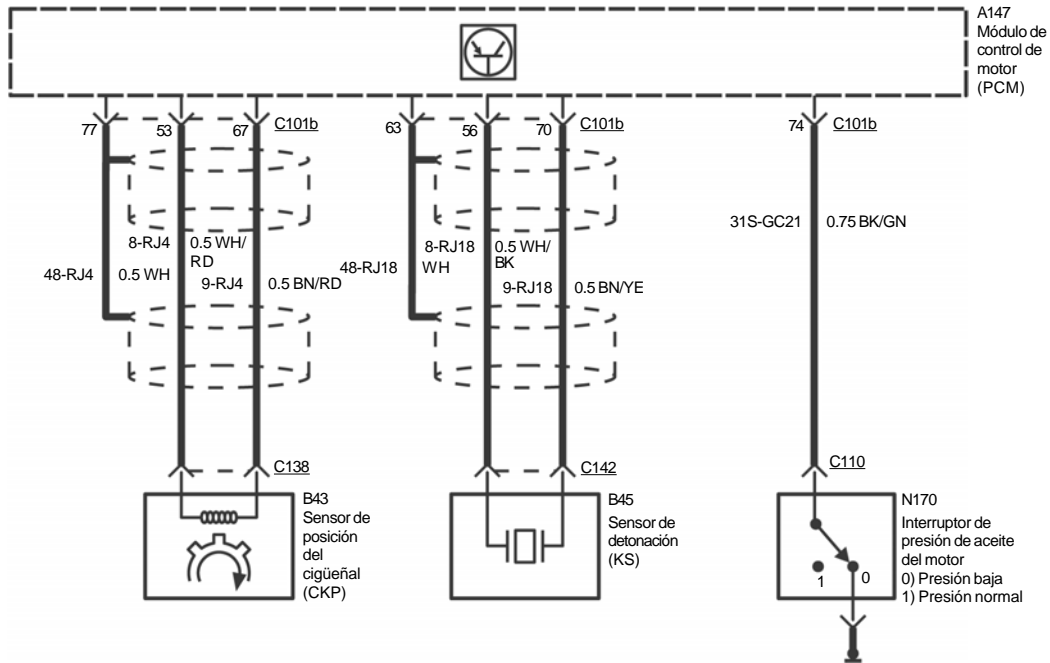 A147
Módulo de
control de
motor
(PCM)
77
53
67
C101b
63
56
70
C101b
74
C101b
8-RJ4
0.5 WH/
RD
48-RJ4
0.5 WH
9-RJ4
0.5 BN/RD
8-RJ18
0.5 WH/
BK
48-RJ18
WH
9-RJ18
0.5 BN/YE
31S-GC21
0.75 BK/GN
C138
C142
C110
B43
Sensor de
posición
del
cigüeñal
(CKP)
B45
Sensor de
detonación
(KS)
1
0
N170
Interruptor de
presión de aceite
del motor
0) Presión baja
1) Presión normal